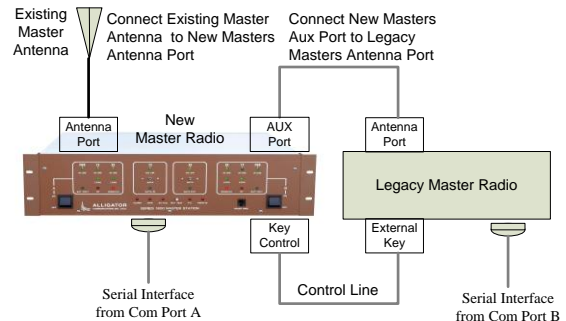 Existing
Master
Antenna
Connect Existing Master
Antenna to New Masters
Antenna Port
Connect New Masters
Aux Port to Legacy
Masters Antenna Port
Antenna
Port
New
Master Radio
AUX
Port
Antenna
Port
ALLIGATOR
Legacy Master Radio
Key
Control
External
Key
Serial Interface
from Com Port A
Control Line
Serial Interface
from Com Port B